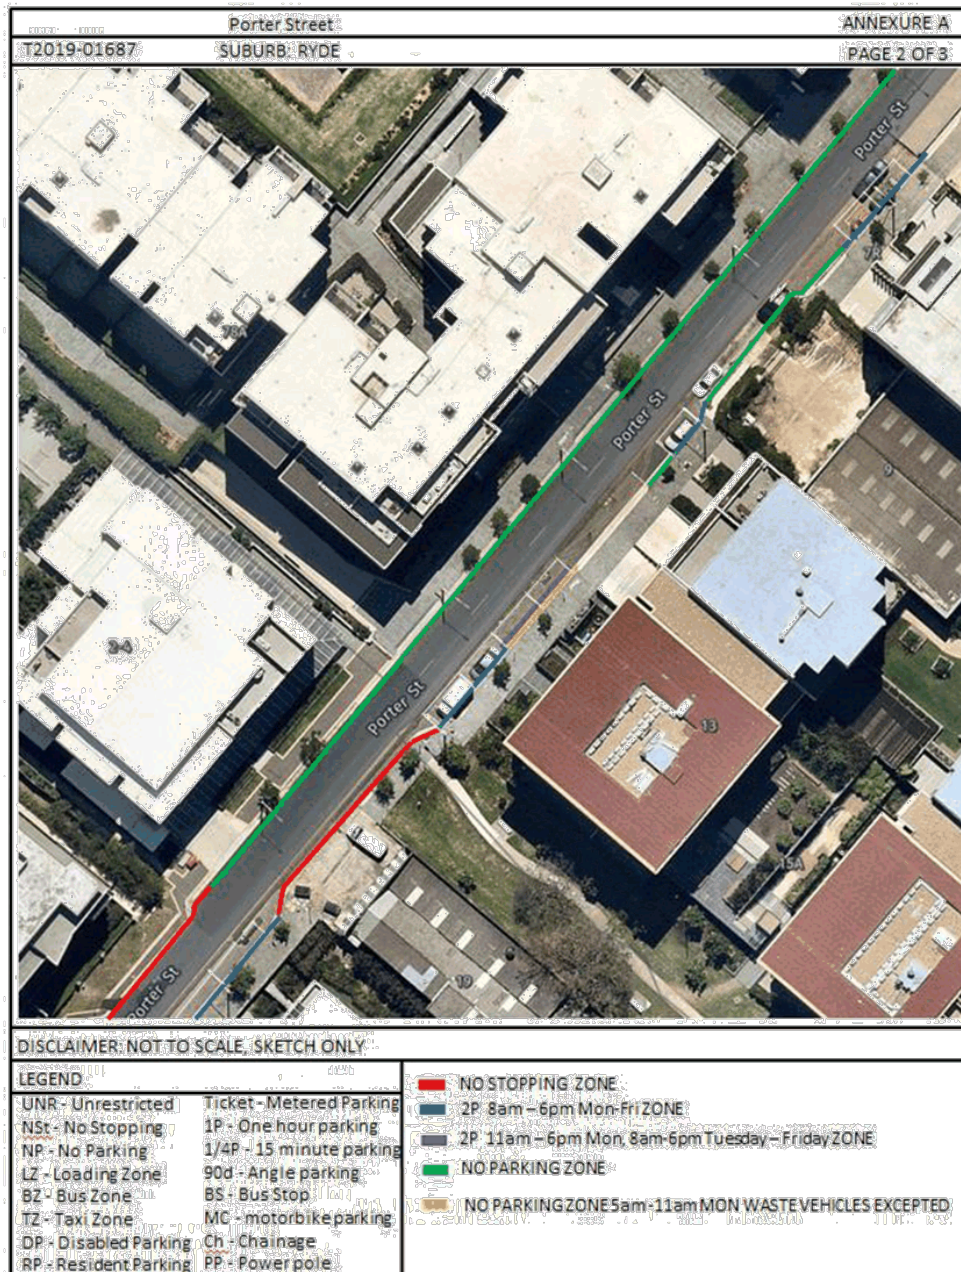 Porter Street
ANNEXURE A
T2019-01687
SUBURB: RYDE
PAGE 2 OF 3
Porter St
7A
Porter St
9
3-4
Porter St
13
15A
19
Porter St
DISCLAIMER: NOT TO SCALE, SKETCH ONLY
LEGEND
UNR - Unrestricted
NSt - No Stopping
NP - No Parking
LZ - Loading Zone
BZ - Bus Zone
TZ - Taxi Zone
DP - Disabled Parking
RP - Resident Parking
Ticket - Metered Parking
1P - One hour parking
1/4P - 15 minute parking
90d - Angle parking
BS - Bus Stop
MC - motorbike parking
Ch - Chainage
PP - Power pole
NO STOPPING ZONE
2P 8am – 6pm Mon-Fri ZONE
2P 11am – 6pm Mon, 8am-6pm Tuesday – Friday ZONE
NO PARKING ZONE
NO PARKING ZONE 5am -11am MON WASTE VEHICLES EXCEPTED